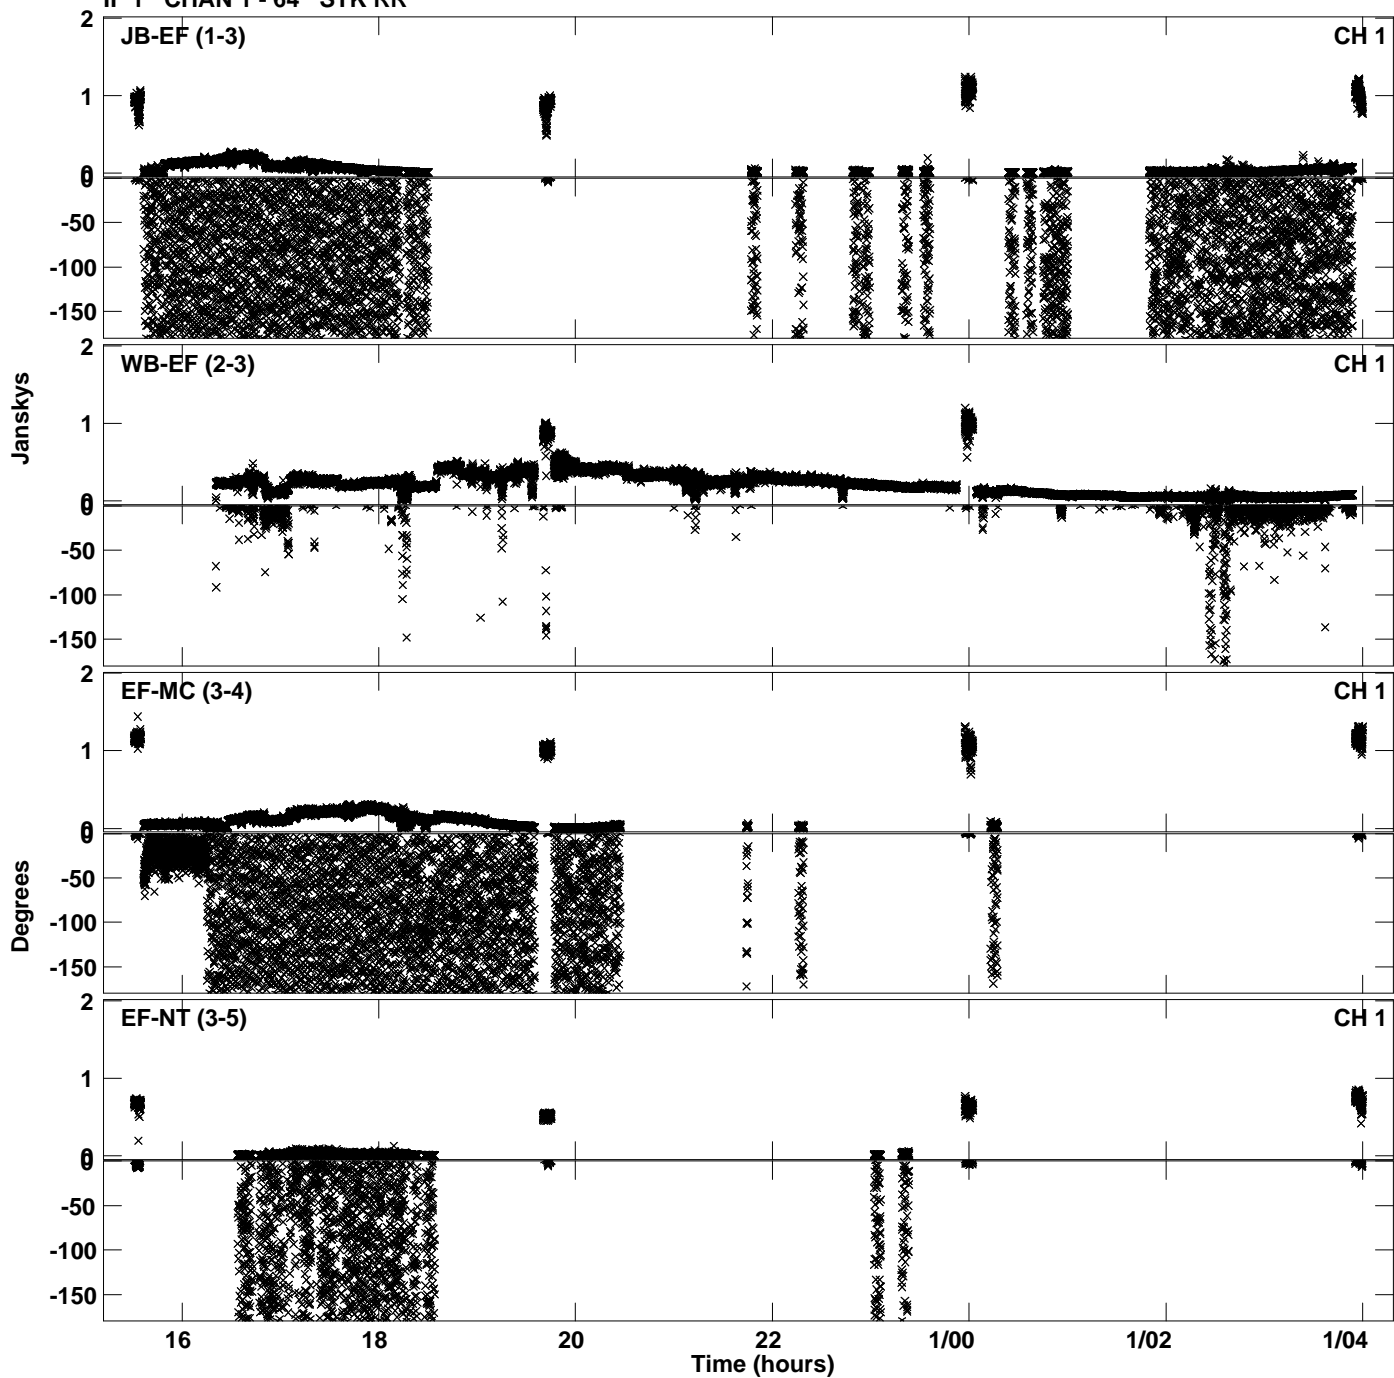 IF 1 CHAN 1 - 64 STK RR
2
JB-EF (1-3)
CH 1
1
0
0
-50
-100
-150
2
WB-EF (2-3)
CH 1
1
0
0
-50
-100
-150
Janskys
2
EF-MC (3-4)
CH 1
1
0
0
-50
-100
-150
Degrees
2
EF-NT (3-5)
CH 1
1
0
0
-50
-100
-150
16 18 20 22 1/00 1/02 1/04
Time (hours)